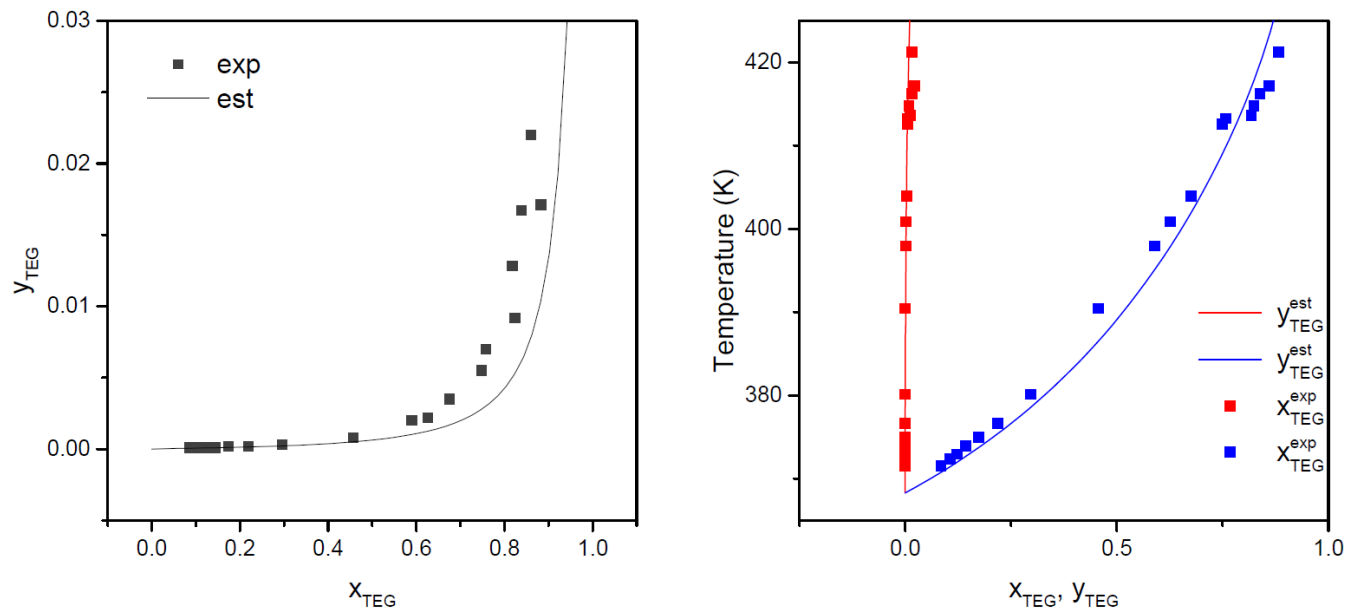 0.03
0.02
0.01
0.00
y_TEG
exp
est
0.0 0.2 0.4 0.6 0.8 1.0
x_TEG
420
400
380
Temperature (K)
y_TEG^est
y_TEG^est
x_TEG^exp
x_TEG^exp
0.0 0.5 1.0
x_TEG, y_TEG